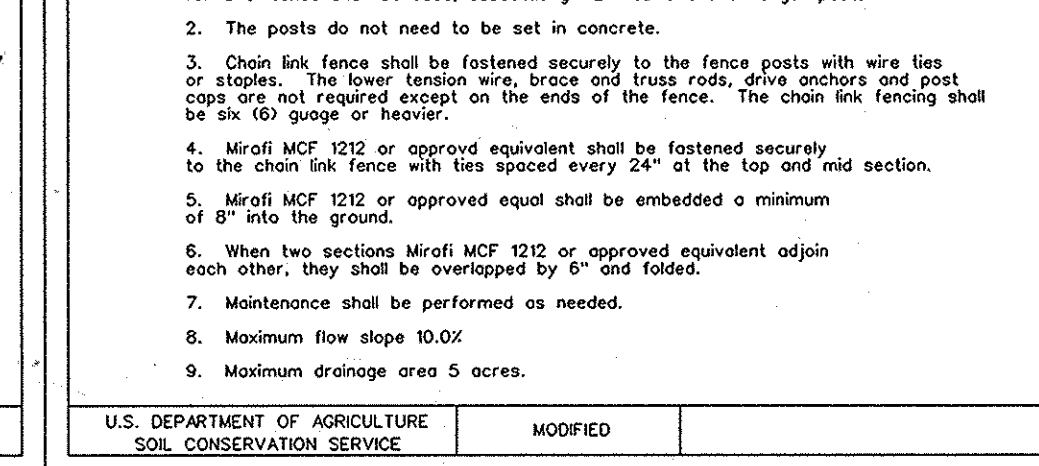 2. The posts do not need to be set in concrete.
3. Chain link fence shall be fastened securely to the fence posts with wire ties
or staples. The lower tension wire, brace and truss rods, drive anchors and post
caps are not required except on the ends of the fence. The chain link fencing shall
be six (6) guage or heavier.
4. Mirafi MCF 1212 or approvd equivalent shall be fastened securely
to the chain link fence with ties spaced every 24" at the top and mid section.
5. Mirafi MCF 1212 or approved equal shall be embedded a minimum
of 8" into the ground.
6. When two sections Mirafi MCF 1212 or approved equivalent adjoin
each other, they shall be overlapped by 6" and folded.
7. Maintenance shall be performed as needed.
8. Maximum flow slope 10.0%
9. Maximum drainage area 5 acres.
U.S. DEPARTMENT OF AGRICULTURE
SOIL CONSERVATION SERVICE
MODIFIED